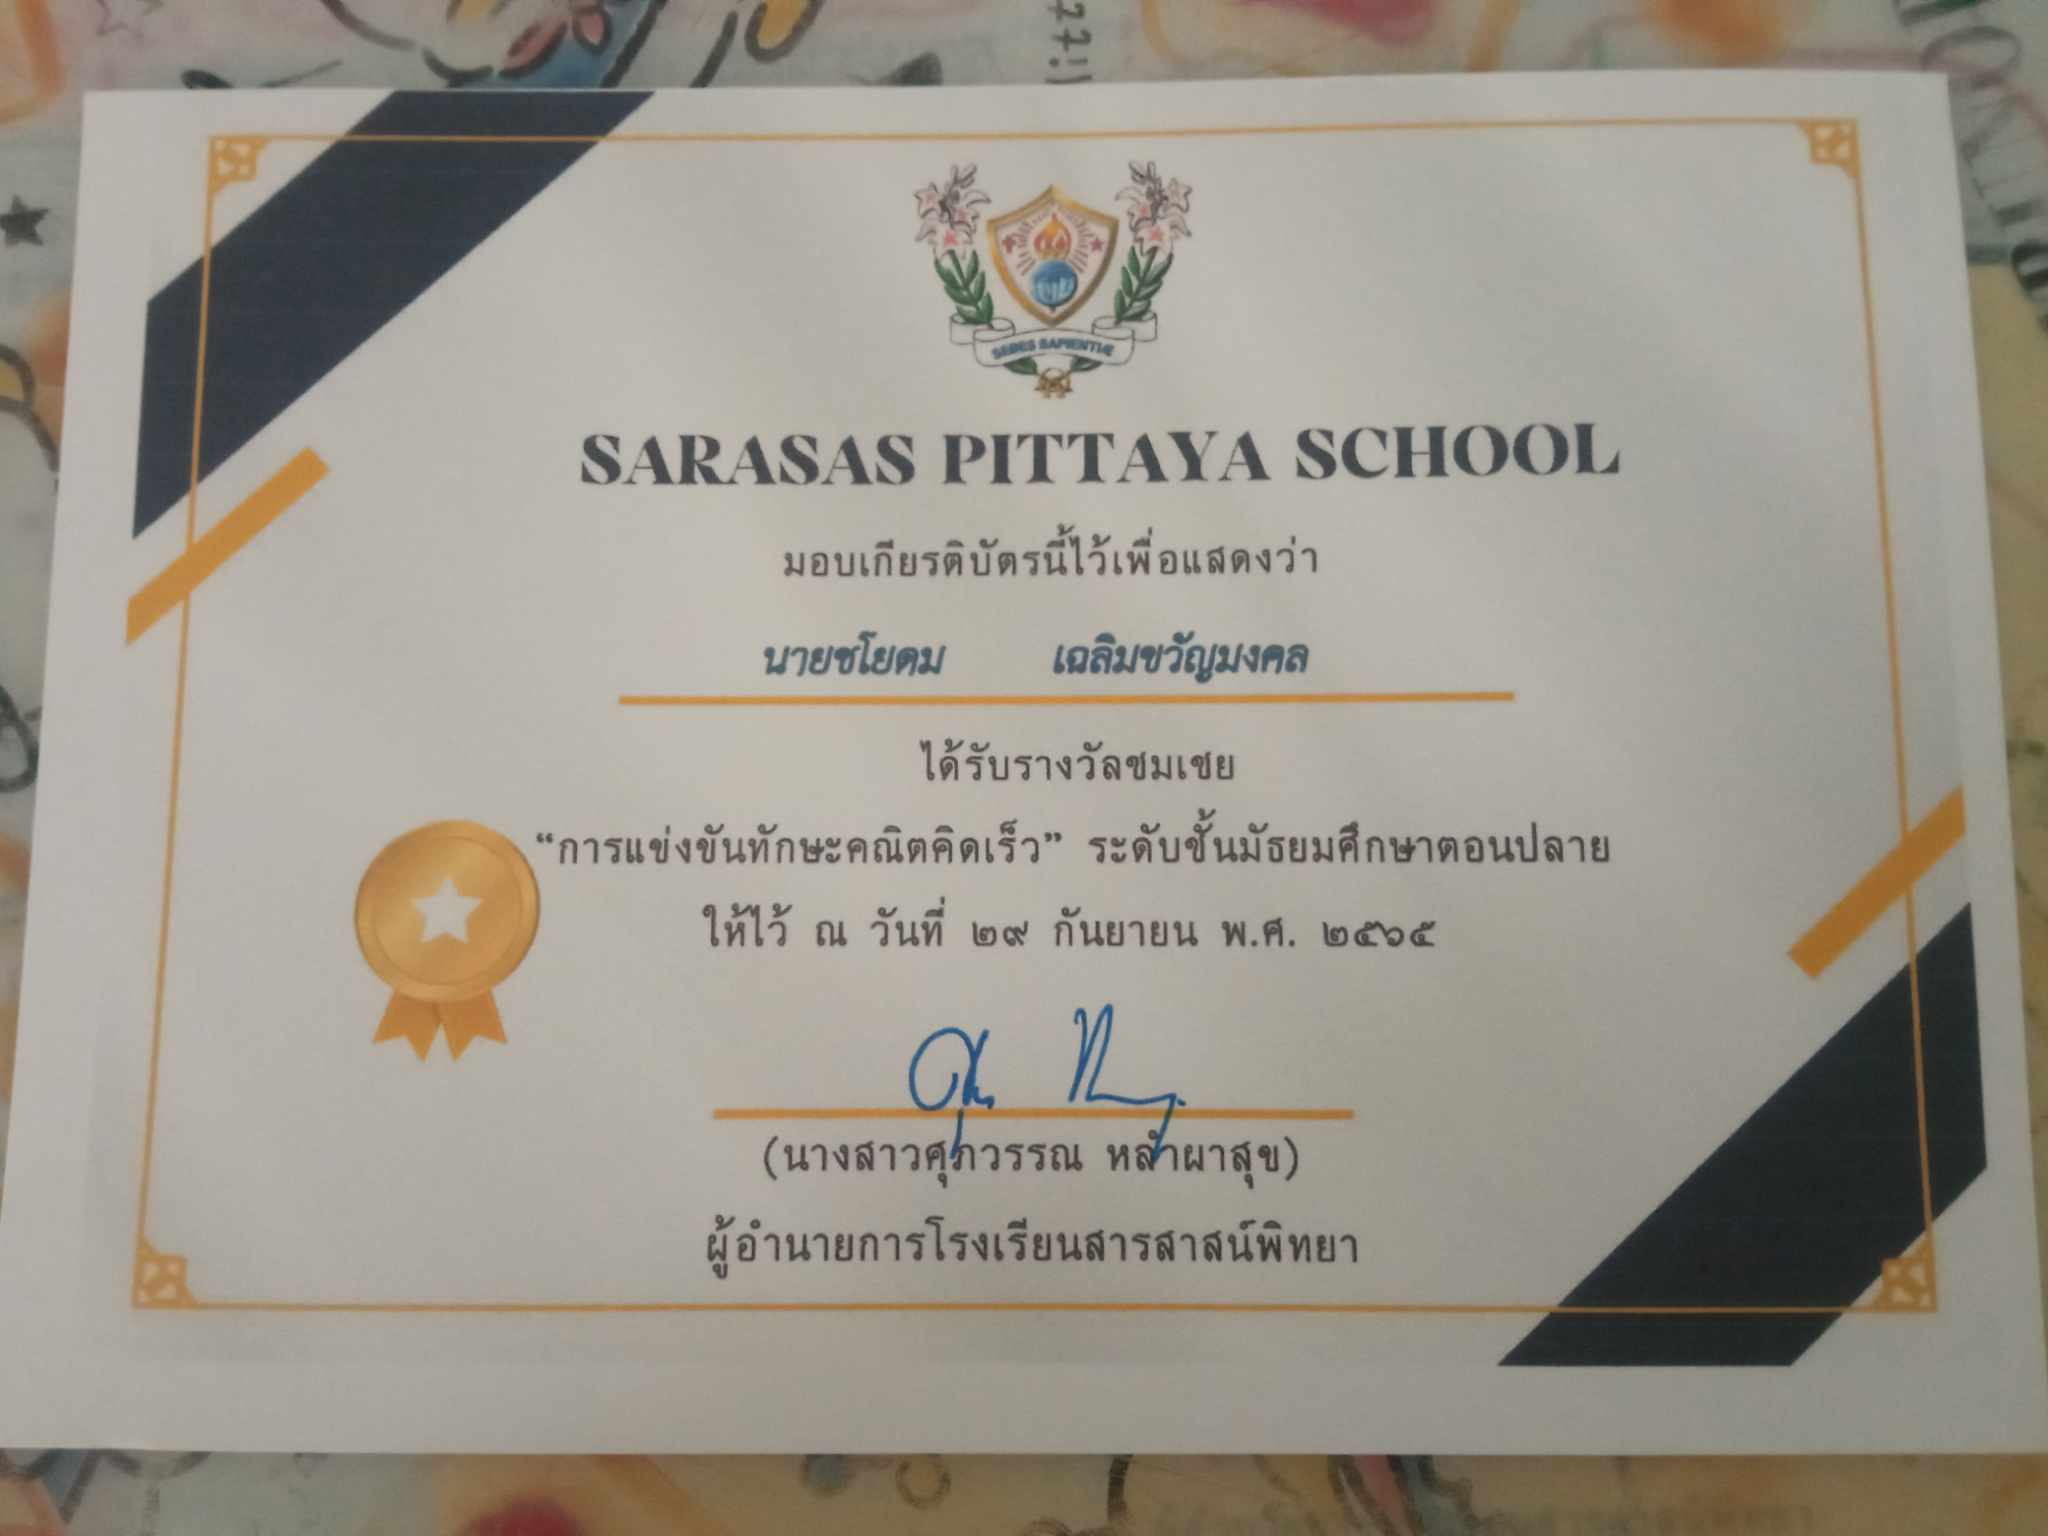 SEDES SAPIENTIÆ
SARASAS PITTAYA SCHOOL
มอบเกียรติบัตรนี้ไว้เพื่อแสดงว่า
นายชโยดม เฉลิมขวัญมงคล
ได้รับรางวัลชมเชย
“การแข่งขันทักษะคณิตคิดเร็ว” ระดับชั้นมัธยมศึกษาตอนปลาย
ให้ไว้ ณ วันที่ ๒๙ กันยายน พ.ศ. ๒๕๖๕
(นางสาวศุภวรรณ หลำผาสุข)
ผู้อำนวยการโรงเรียนสารสาสน์พิทยา